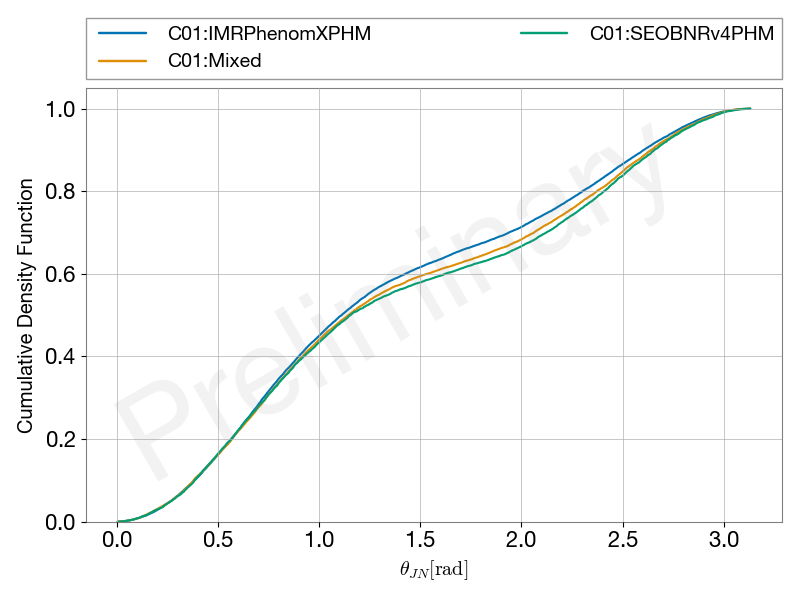 C01:IMRPhenomXPHM
C01:SEOBNRv4PHM
C01:Mixed
Preliminary
Cumulative Density Function
1.0
0.8
0.6
0.4
0.2
0.0
0.0 0.5 1.0 1.5 2.0 2.5 3.0
θ_JN[rad]